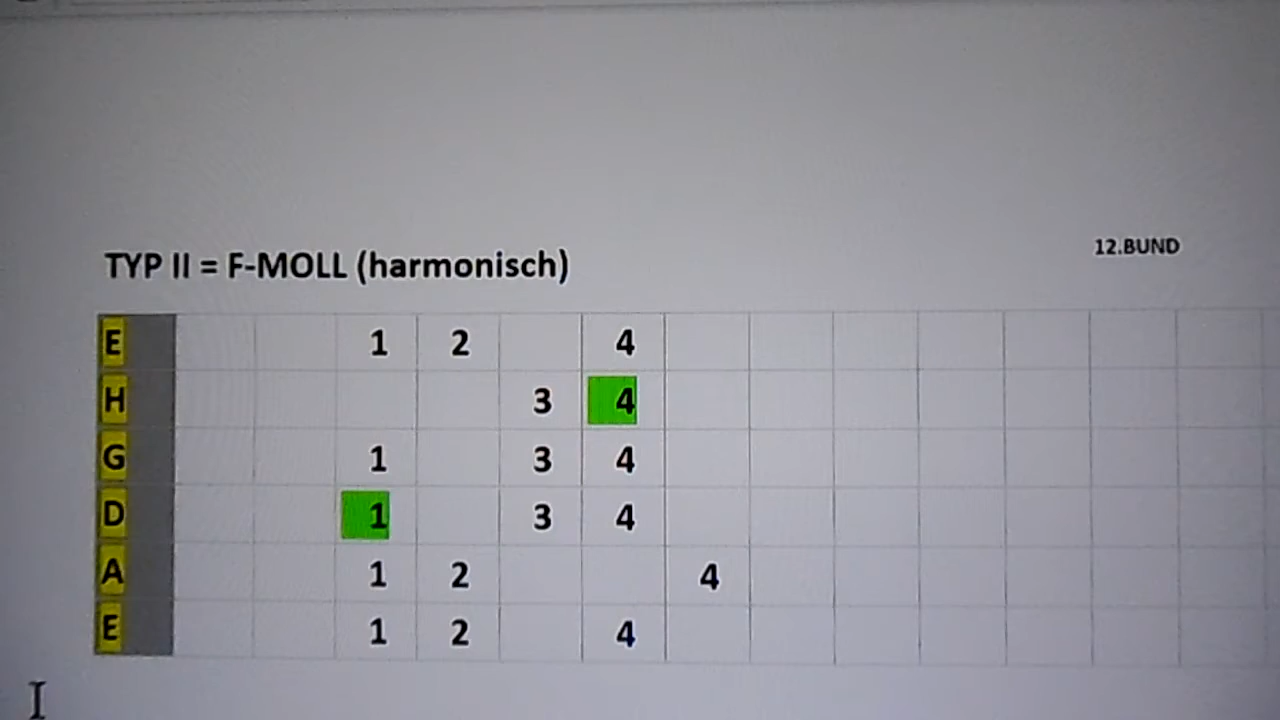 12.BUND
TYP II = F-MOLL (harmonisch)
E 1 2 4
H 3 4
G 1 3 4
D 1 3 4
A 1 2 4
E 1 2 4